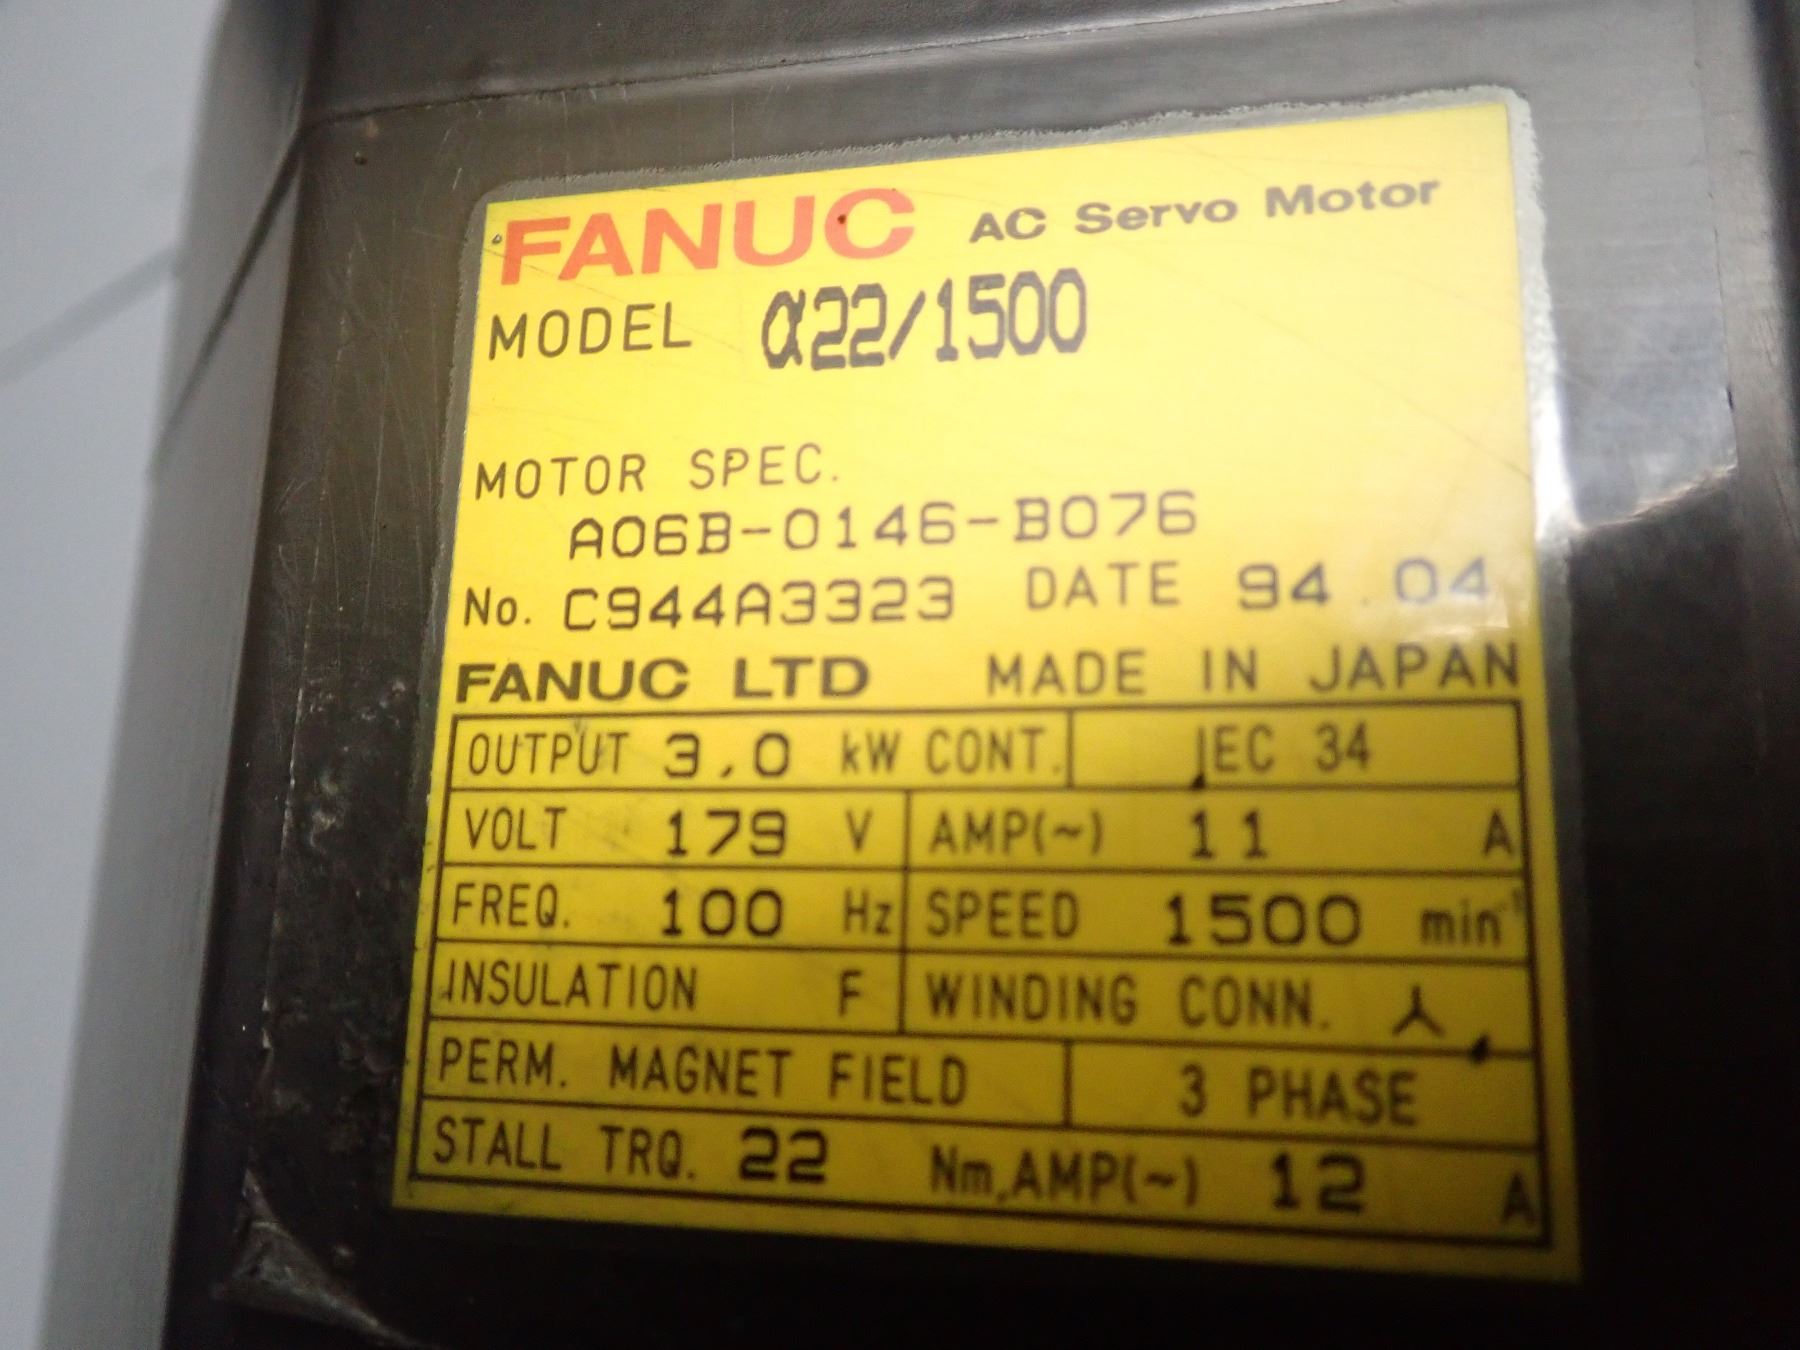 FANUC AC Servo Motor
MODEL α22/1500
MOTOR SPEC.
A06B-0146-B076
No. C944A3323 DATE 94.04
FANUC LTD MADE IN JAPAN
OUTPUT 3.0 kW CONT. IEC 34
VOLT 179 V AMP(~) 11 A
FREQ. 100 Hz SPEED 1500 min⁻¹
INSULATION F WINDING CONN. 人
PERM. MAGNET FIELD 3 PHASE
STALL TRQ. 22 Nm,AMP(~) 12 A